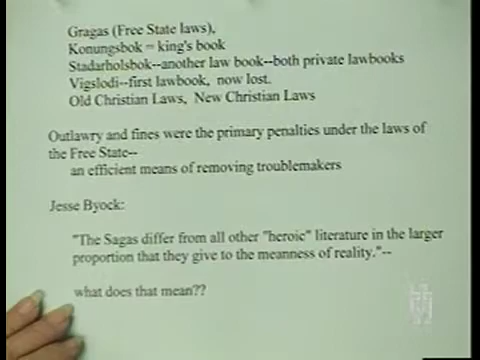 Gragas (Free State laws),
Konungsbok = king's book
Stadarholsbok--another law book--both private lawbooks
Vigslodi--first lawbook, now lost.
Old Christian Laws, New Christian Laws
Outlawry and fines were the primary penalties under the laws of
the Free State--
an efficient means of removing troublemakers
Jesse Byock:
"The Sagas differ from all other "heroic" literature in the larger
proportion that they give to the meanness of reality."--
what does that mean??